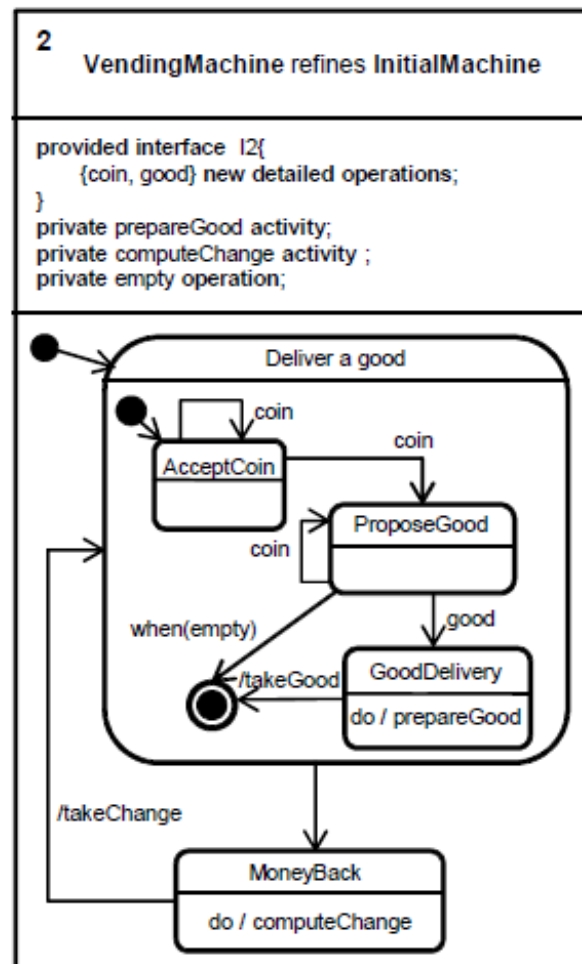 2
VendingMachine refines InitialMachine
provided interface I2{
{coin, good} new detailed operations;
}
private prepareGood activity;
private computeChange activity ;
private empty operation;
Deliver a good
coin
AcceptCoin
coin
ProposeGood
coin
when(empty)
good
/takeGood
GoodDelivery
do / prepareGood
/takeChange
MoneyBack
do / computeChange